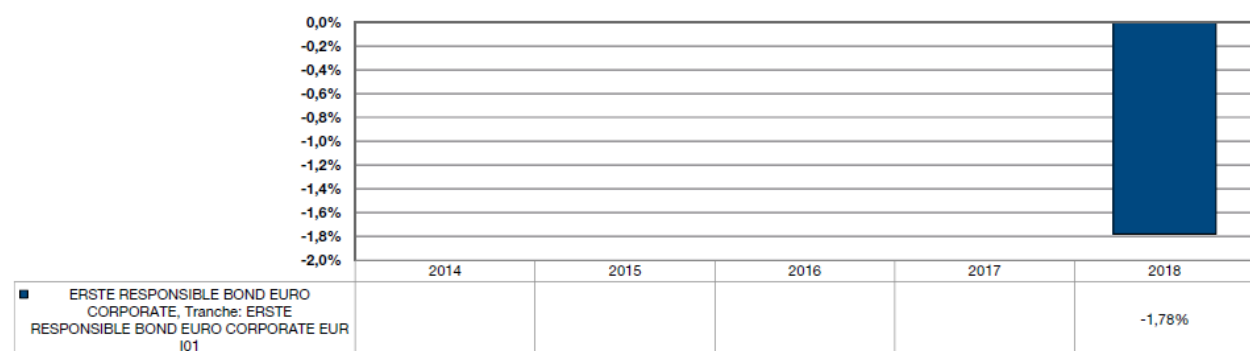 0,0%
-0,2%
-0,4%
-0,6%
-0,8%
-1,0%
-1,2%
-1,4%
-1,6%
-1,8%
-2,0%
2014 2015 2016 2017 2018
ERSTE RESPONSIBLE BOND EURO
CORPORATE, Tranche: ERSTE
RESPONSIBLE BOND EURO CORPORATE EUR
I01
-1,78%